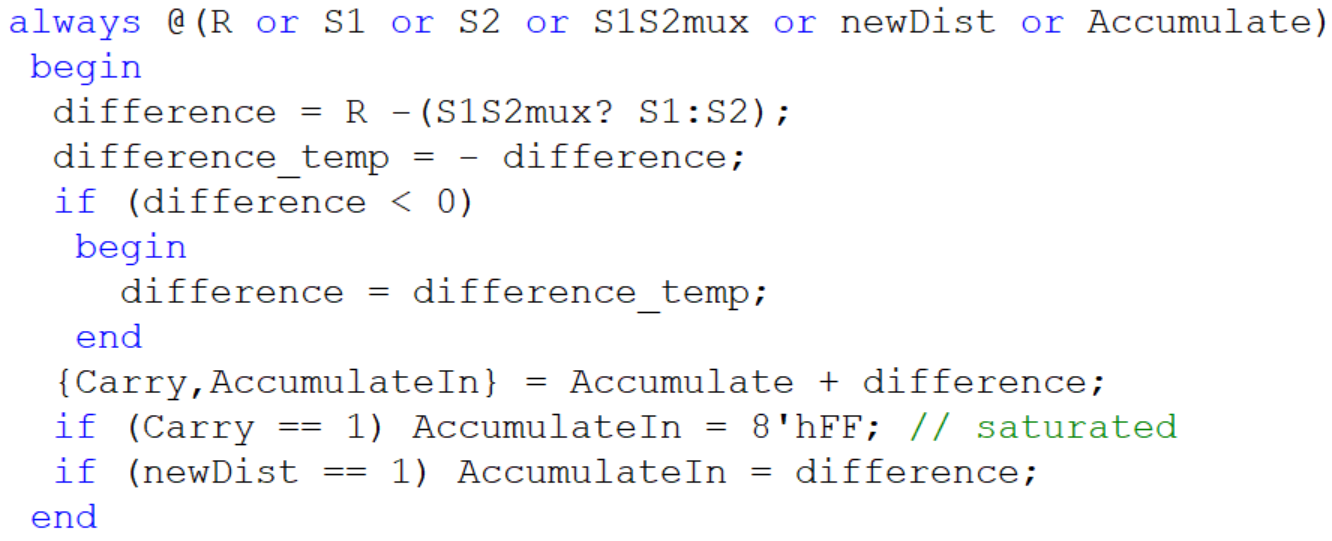 always @(R or S1 or S2 or S1S2mux or newDist or Accumulate)
begin
difference = R -(S1S2mux? S1:S2);
difference_temp = - difference;
if (difference < 0)
begin
difference = difference_temp;
end
{Carry,AccumulateIn} = Accumulate + difference;
if (Carry == 1) AccumulateIn = 8'hFF; // saturated
if (newDist == 1) AccumulateIn = difference;
end